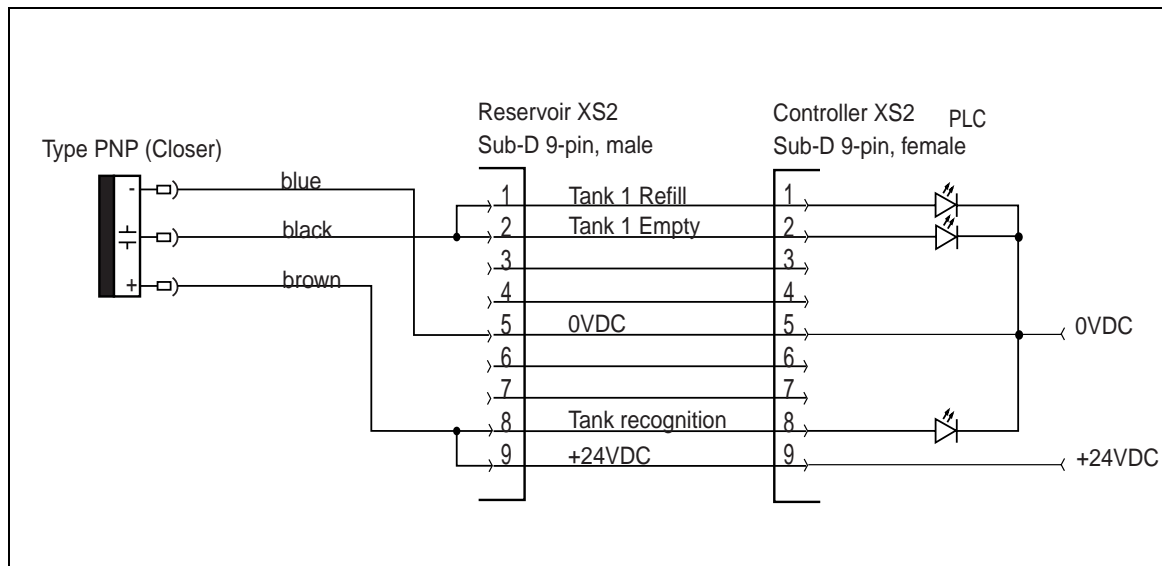 Reservoir XS2
Sub-D 9-pin, male
Controller XS2
PLC
Sub-D 9-pin, female
Type PNP (Closer)
- blue
1 Tank 1 Refill 1
black
2 Tank 1 Empty 2
+ brown
3 3
4 4
5 0VDC 5 0VDC
6 6
7 7
8 Tank recognition 8
9 +24VDC 9 +24VDC